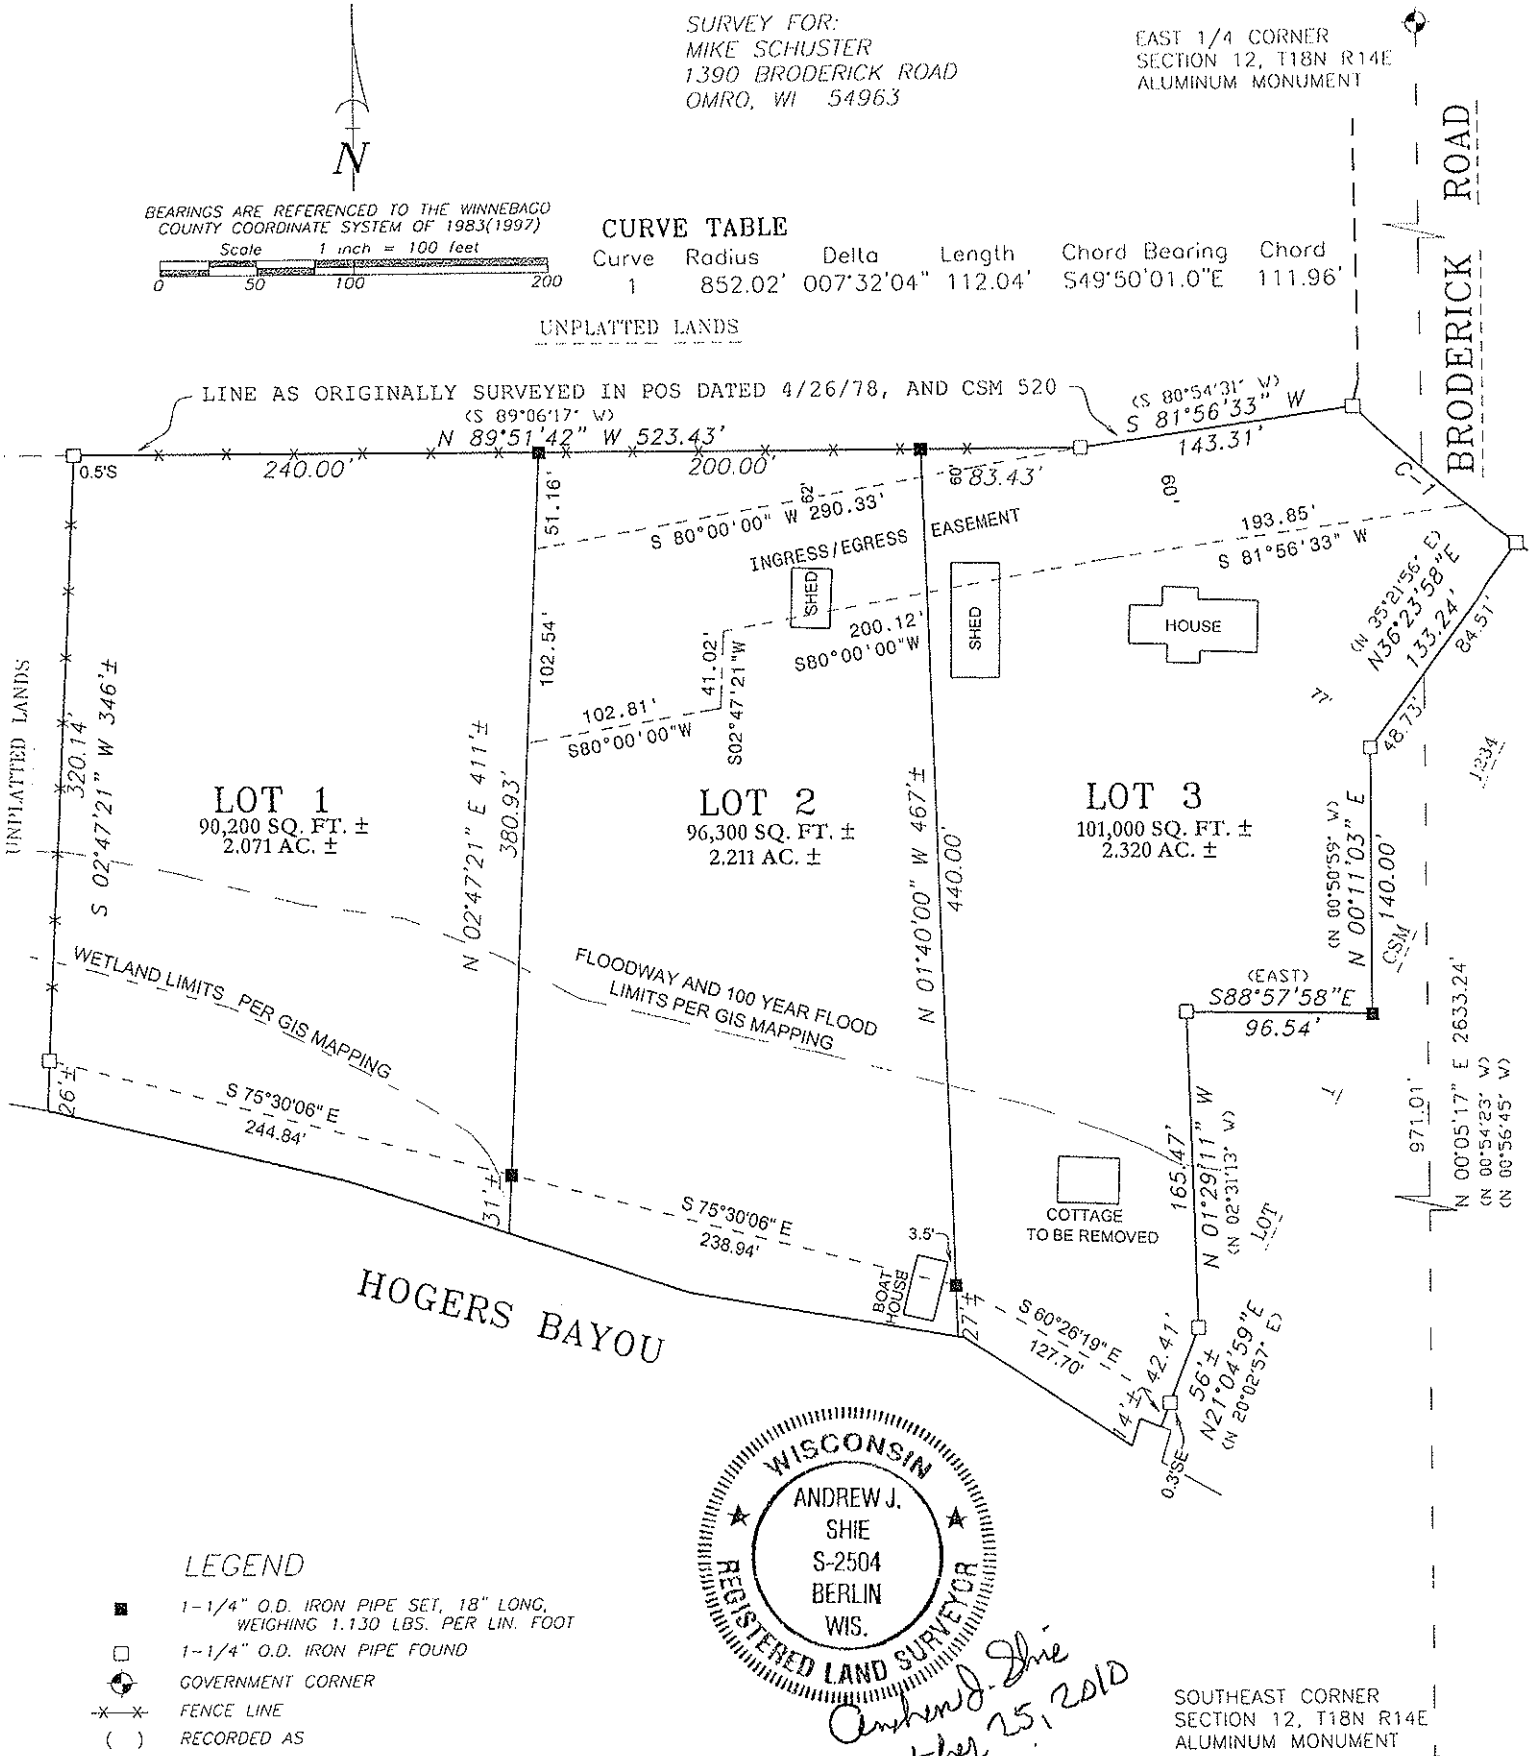 SURVEY FOR:
MIKE SCHUSTER
1390 BRODERICK ROAD
OMRO, WI 54963
EAST 1/4 CORNER
SECTION 12, T18N R14E
ALUMINUM MONUMENT
N
BEARINGS ARE REFERENCED TO THE WINNEBAGO
COUNTY COORDINATE SYSTEM OF 1983(1997)
Scale 1 inch = 100 feet
0 50 100 200
CURVE TABLE
Curve Radius Delta Length Chord Bearing Chord
1 852.02' 007°32'04" 112.04' S49°50'01.0"E 111.96'
BRODERICK ROAD
UNPLATTED LANDS
LINE AS ORIGINALLY SURVEYED IN POS DATED 4/26/78, AND CSM 520
(S 89°06'17" W)
N 89°51'42" W 523.43'
(S 80°54'31" W)
S 81°56'33" W
143.31'
0.5'S
240.00'
200.00'
83.43'
60'
60'
C-1
51.16'
62'
S 80°00'00" W 290.33'
INGRESS/EGRESS EASEMENT
193.85'
S 81°56'33" W
SHED
SHED
HOUSE
(N 35°21'56" E)
N36°23'58"E
133.24'
84.51'
102.54'
200.12'
S80°00'00"W
41.02'
S02°47'21"W
102.81'
S80°00'00"W
77'
48.73'
1234
UNPLATTED LANDS
320.14'
S 02°47'21" W 346'±
LOT 1
90,200 SQ. FT. ±
2.071 AC. ±
N 02°47'21" E 411'±
380.93'
LOT 2
96,300 SQ. FT. ±
2.211 AC. ±
N 01°40'00" W 467'±
440.00'
LOT 3
101,000 SQ. FT. ±
2.320 AC. ±
(N 00°50'59" W)
N 00°11'03" E
140.00'
CSM
WETLAND LIMITS PER GIS MAPPING
FLOODWAY AND 100 YEAR FLOOD
LIMITS PER GIS MAPPING
(EAST)
S88°57'58"E
96.54'
N 00°05'17" E 2633.24'
(N 00°54'23" W)
(N 00°56'45" W)
971.01'
26'±
S 75°30'06" E
244.84'
31'±
S 75°30'06" E
238.94'
3.5'
BOAT
HOUSE
27'±
COTTAGE
TO BE REMOVED
165.47'
N 01°29'11" W
(N 02°31'13" W)
LOT
1
S 60°26'19" E
127.70'
14'±
42.41'
56'±
N21°04'59"E
(N 20°02'57" E)
0.3'SE
HOGERS BAYOU
WISCONSIN
ANDREW J.
SHIE
S-2504
BERLIN
WIS.
REGISTERED LAND SURVEYOR
Andrew J. Shie
25, 2010
LEGEND
1-1/4" O.D. IRON PIPE SET, 18" LONG,
WEIGHING 1.130 LBS. PER LIN. FOOT
1-1/4" O.D. IRON PIPE FOUND
GOVERNMENT CORNER
-x—x- FENCE LINE
( ) RECORDED AS
SOUTHEAST CORNER
SECTION 12, T18N R14E
ALUMINUM MONUMENT